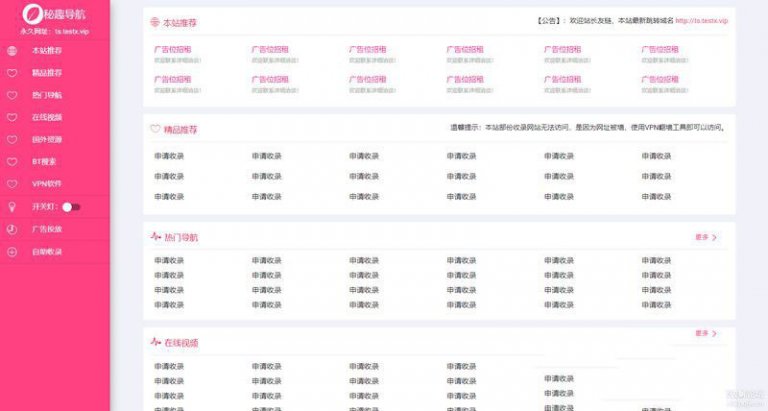 秘趣导航
永久网址：1s.testx.vip
本站推荐
精品推荐
热门导航
在线视频
国外资源
BT搜索
VPN软件
开关灯：
广告投放
自助收录
本站推荐
【公告】：欢迎站长友链，本站最新跳转域名 http://1s.testx.vip
广告位招租 广告位招租 广告位招租 广告位招租 广告位招租 广告位招租
欢迎联系详细洽谈！ 欢迎联系详细洽谈！ 欢迎联系详细洽谈！ 欢迎联系详细洽谈！ 欢迎联系详细洽谈！ 欢迎联系详细洽谈！
广告位招租 广告位招租 广告位招租 广告位招租 广告位招租 广告位招租
欢迎联系详细洽谈！ 欢迎联系详细洽谈！ 欢迎联系详细洽谈！ 欢迎联系详细洽谈！ 欢迎联系详细洽谈！ 欢迎联系详细洽谈！
精品推荐
温馨提示：本站部份收录网站无法访问，是因为网址被墙，使用VPN翻墙工具即可以访问。
申请收录 申请收录 申请收录 申请收录 申请收录 申请收录
申请收录 申请收录 申请收录 申请收录 申请收录 申请收录
申请收录 申请收录 申请收录 申请收录 申请收录 申请收录
热门导航 更多
申请收录 申请收录 申请收录 申请收录 申请收录 申请收录
申请收录 申请收录 申请收录 申请收录 申请收录 申请收录
申请收录 申请收录 申请收录 申请收录 申请收录 申请收录
申请收录 申请收录 申请收录 申请收录 申请收录 申请收录
在线视频 更多
申请收录 申请收录 申请收录 申请收录
申请收录 申请收录 申请收录 申请收录 申请收录 申请收录
申请收录 申请收录 申请收录 申请收录 申请收录 申请收录
申请收录 申请收录 申请收录 申请收录 申请收录